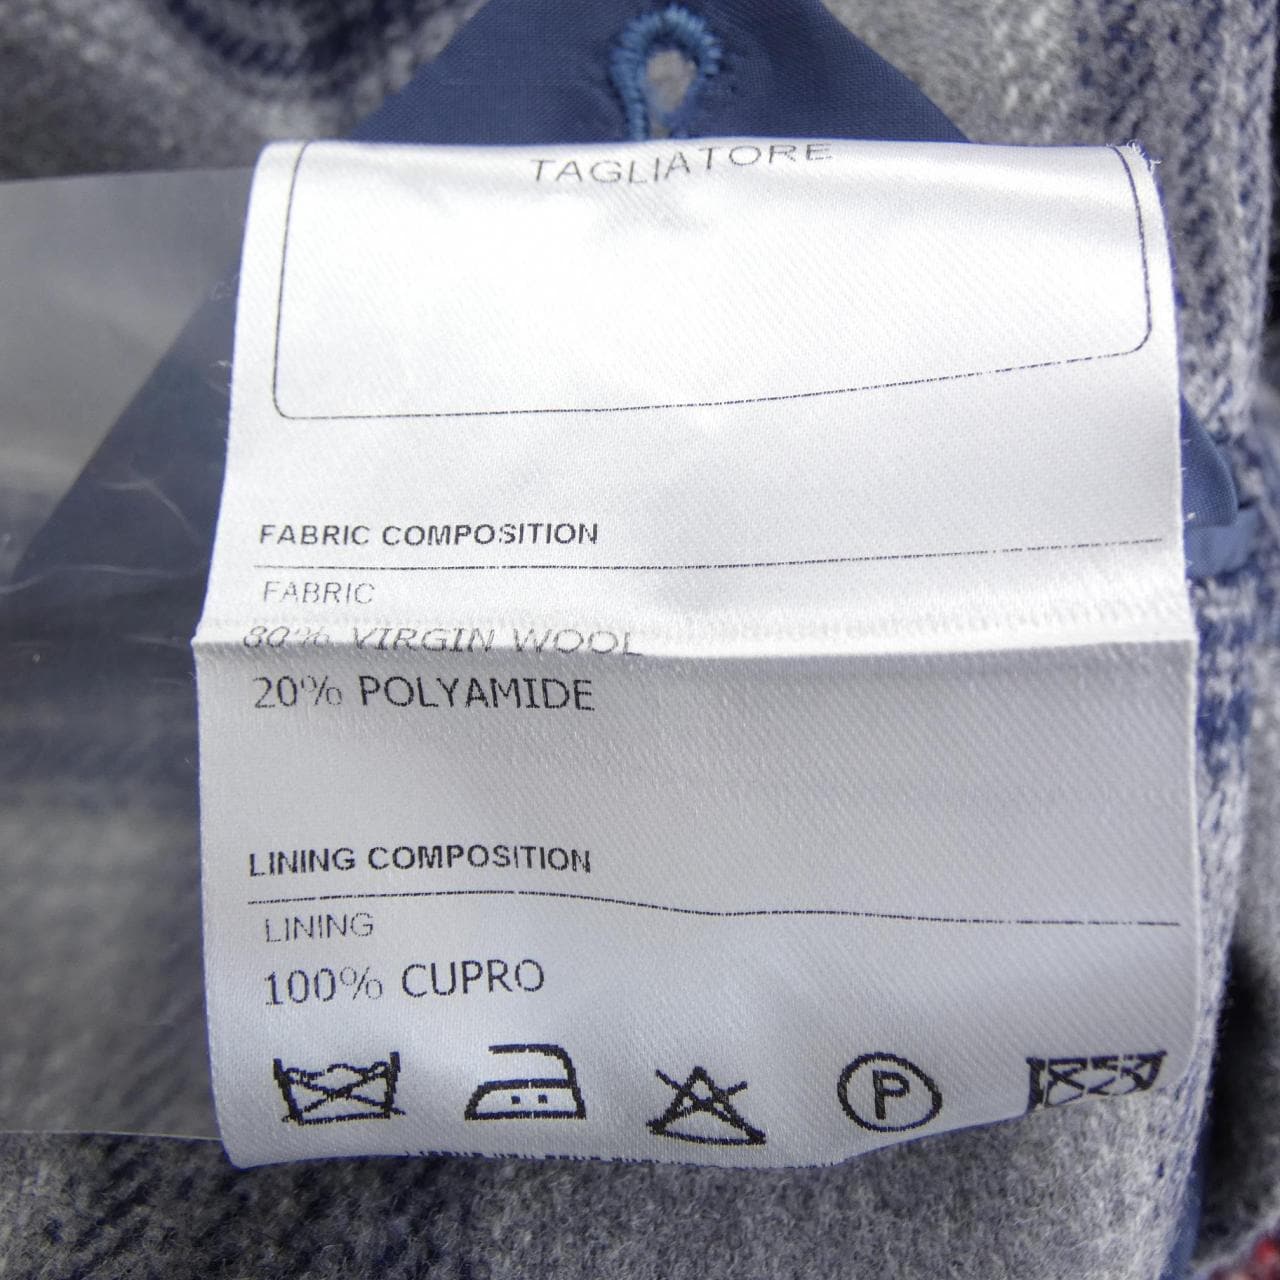 TAGLIATORE
FABRIC COMPOSITION
FABRIC
80% VIRGIN WOOL
20% POLYAMIDE
LINING COMPOSITION
LINING
100% CUPRO
P